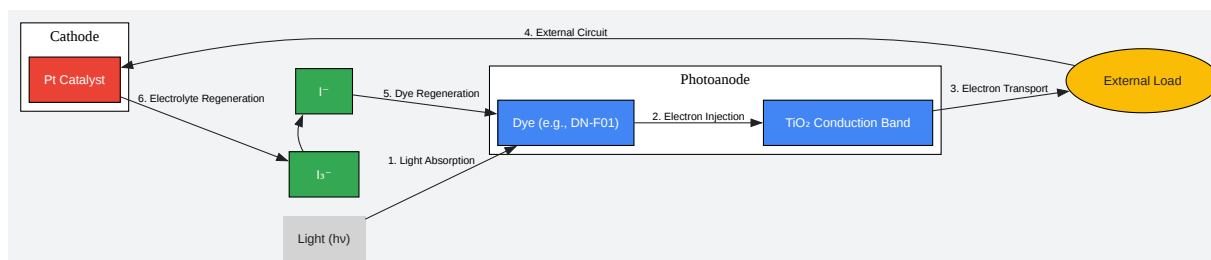 Cathode
Pt Catalyst
4. External Circuit
6. Electrolyte Regeneration
I⁻
I₃⁻
5. Dye Regeneration
1. Light Absorption
Light (hν)
Photoanode
Dye (e.g., DN-F01)
2. Electron Injection
TiO₂ Conduction Band
3. Electron Transport
External Load